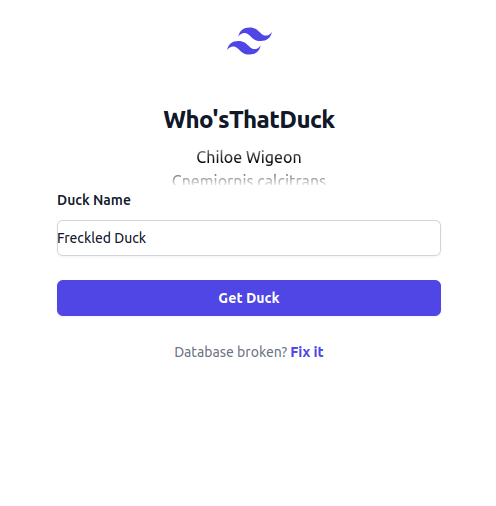 Who'sThatDuck
Chiloe Wigeon
Cnemiornis calcitrans
Duck Name
Freckled Duck
Get Duck
Database broken? Fix it